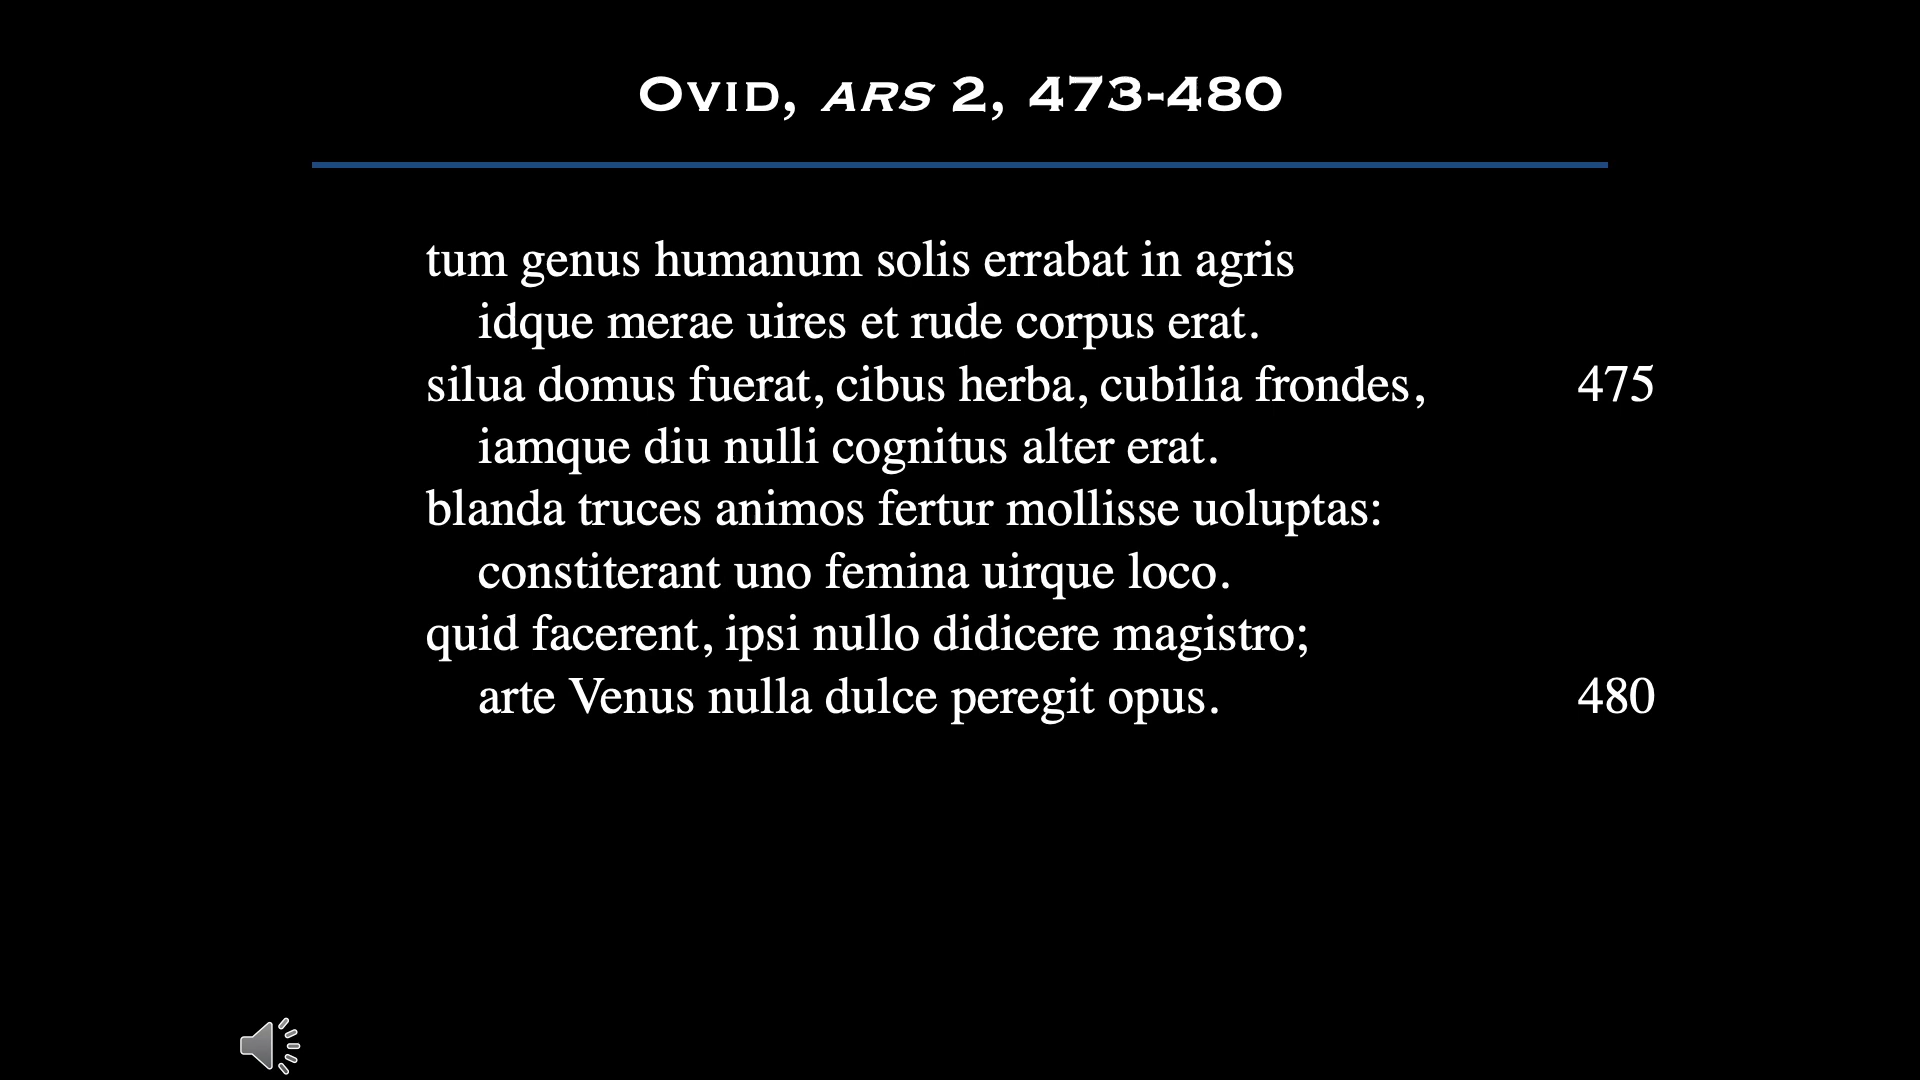 Ovid, ars 2, 473-480
tum genus humanum solis errabat in agris
idque merae uires et rude corpus erat.
silua domus fuerat, cibus herba, cubilia frondes, 475
iamque diu nulli cognitus alter erat.
blanda truces animos fertur mollisse uoluptas:
constiterant uno femina uirque loco.
quid facerent, ipsi nullo didicere magistro;
arte Venus nulla dulce peregit opus. 480